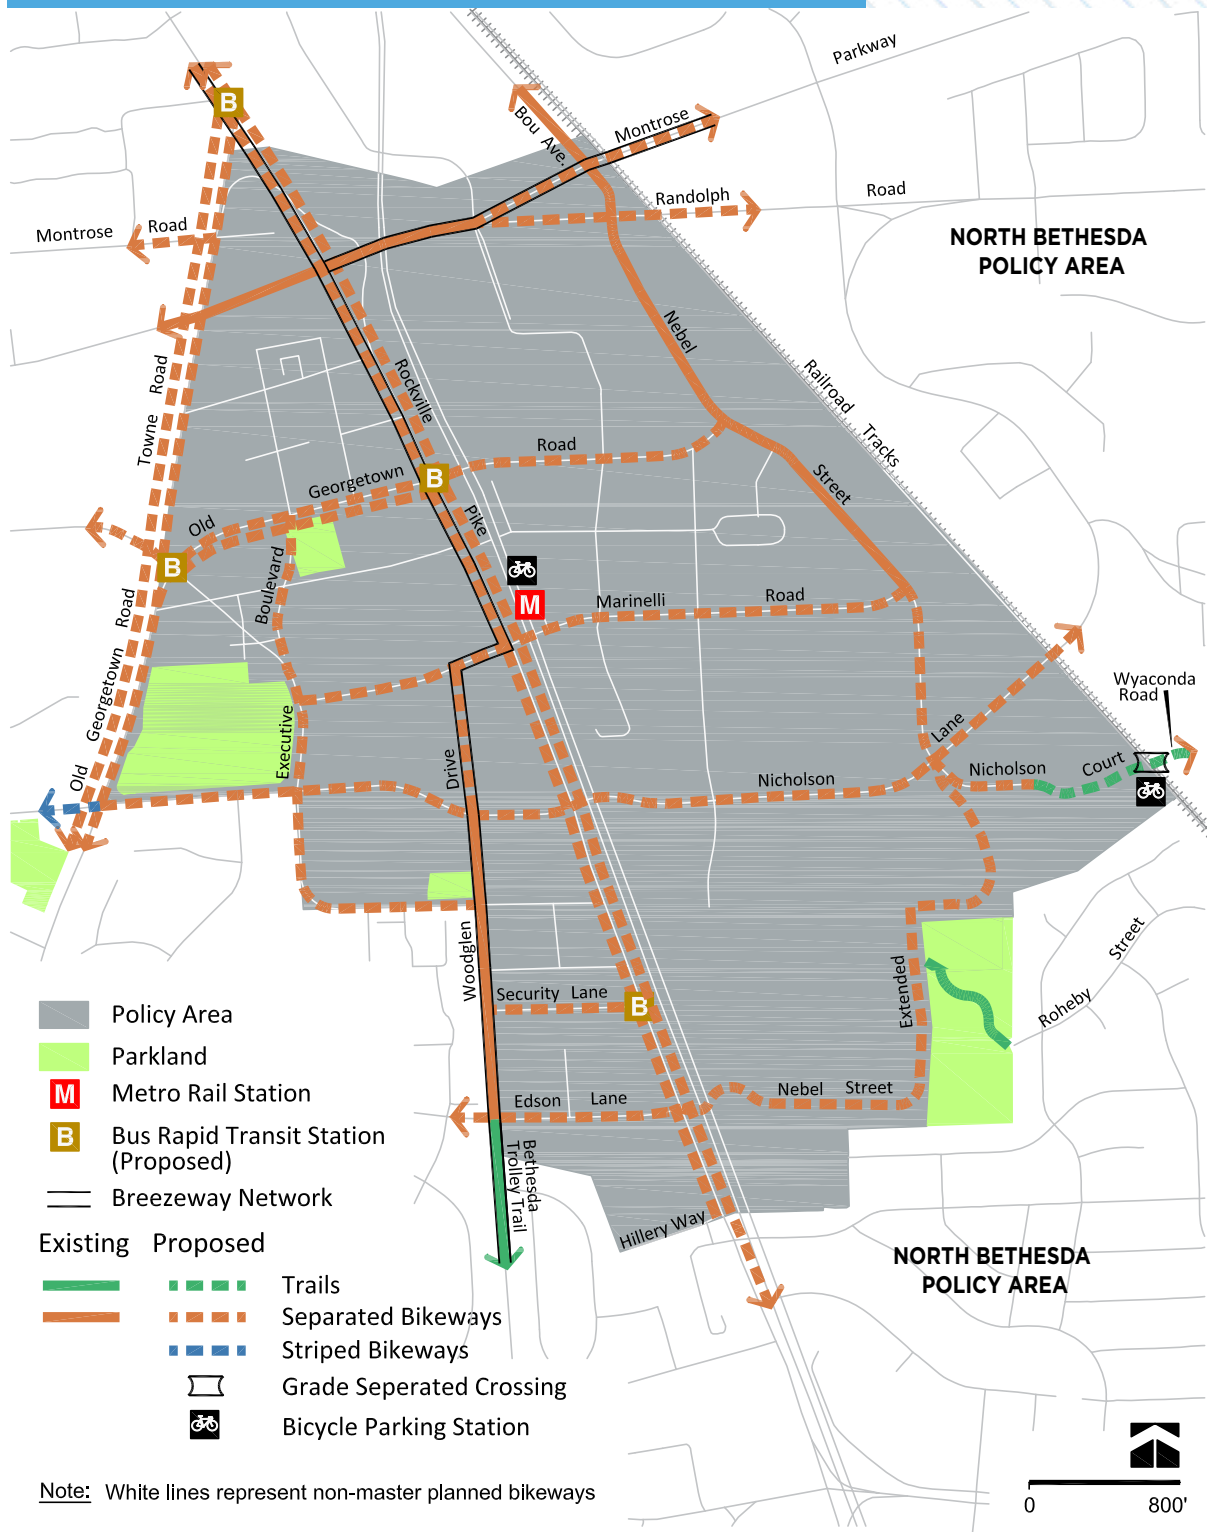 Parkway
B
Bou Ave.
Montrose
Randolph
Road
Montrose Road
NORTH BETHESDA
POLICY AREA
Nebel
Rockville
Railroad Tracks
Towne Road
Road
Georgetown
Old
B
Street
Pike
B
Boulevard
M
Marinelli Road
Road
Georgetown
Old
Wyaconda
Road
Lane
Executive
Drive
Nicholson
Nicholson Court
Woodglen
Security Lane
B
Extended
Street
Roheby
Edson Lane
Nebel Street
Bethesda
Trolley Trail
Hillery Way
NORTH BETHESDA
POLICY AREA
Policy Area
Parkland
M Metro Rail Station
B Bus Rapid Transit Station
(Proposed)
Breezeway Network
Existing Proposed
Trails
Separated Bikeways
Striped Bikeways
Grade Seperated Crossing
Bicycle Parking Station
Note: White lines represent non-master planned bikeways
0 800'